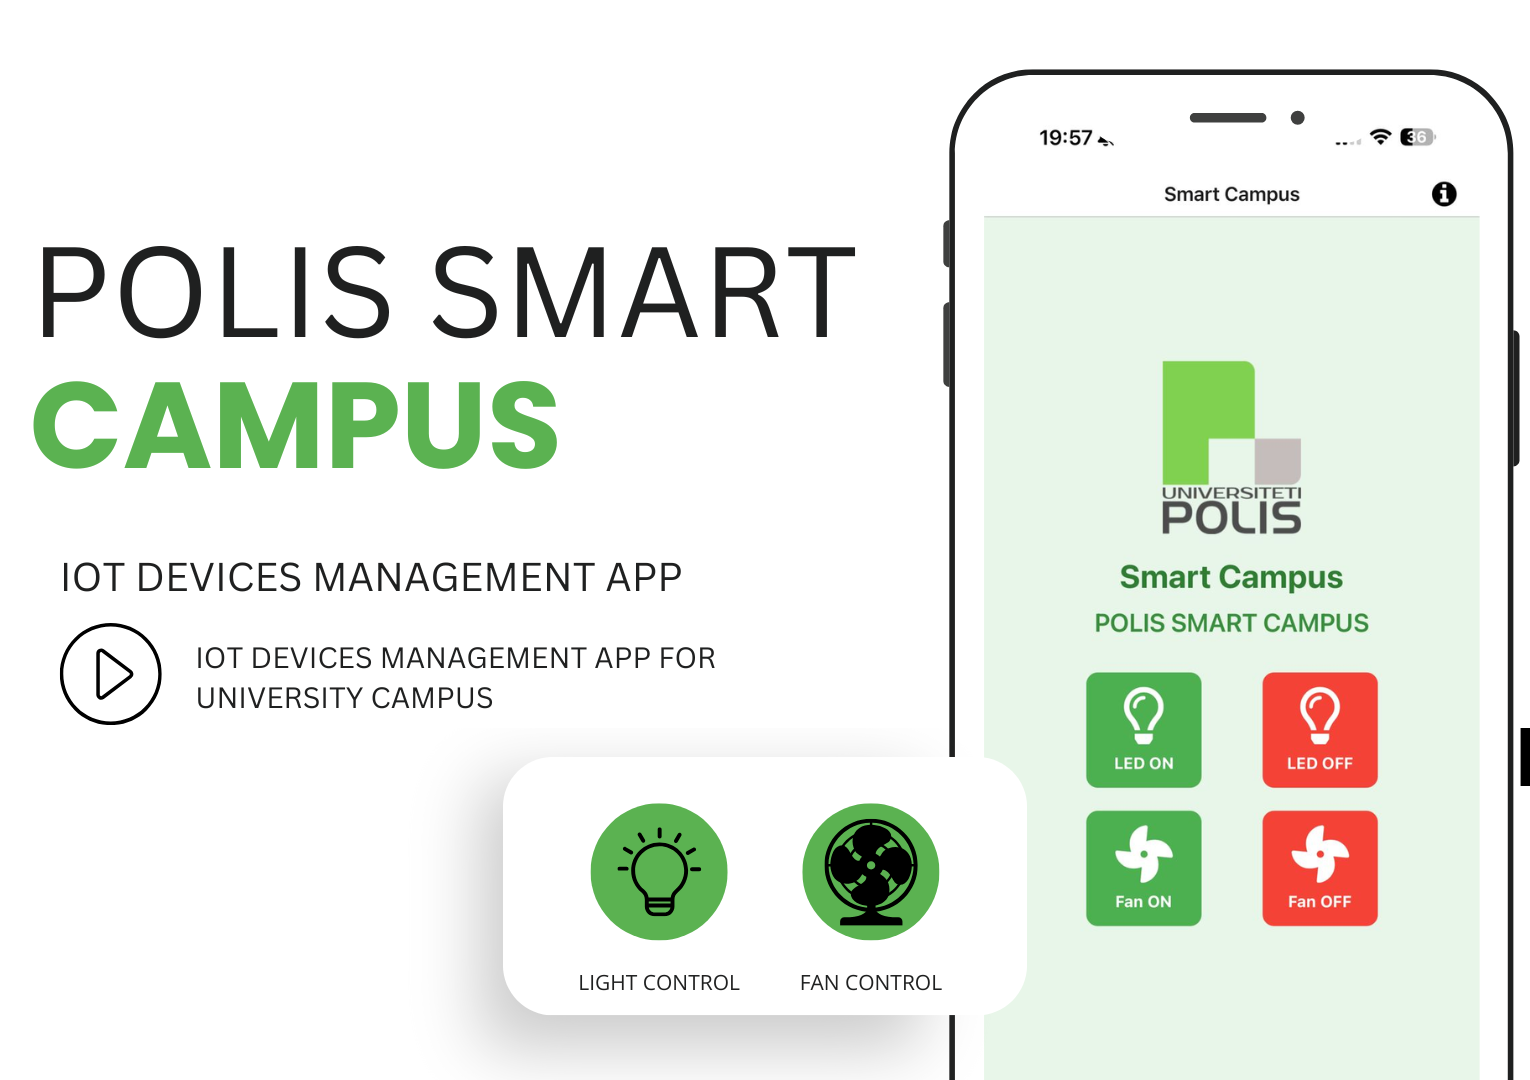 POLIS SMART
CAMPUS
IOT DEVICES MANAGEMENT APP
IOT DEVICES MANAGEMENT APP FOR
UNIVERSITY CAMPUS
LIGHT CONTROL
FAN CONTROL
19:57
36
Smart Campus
UNIVERSITETI
POLIS
Smart Campus
POLIS SMART CAMPUS
LED ON
LED OFF
Fan ON
Fan OFF